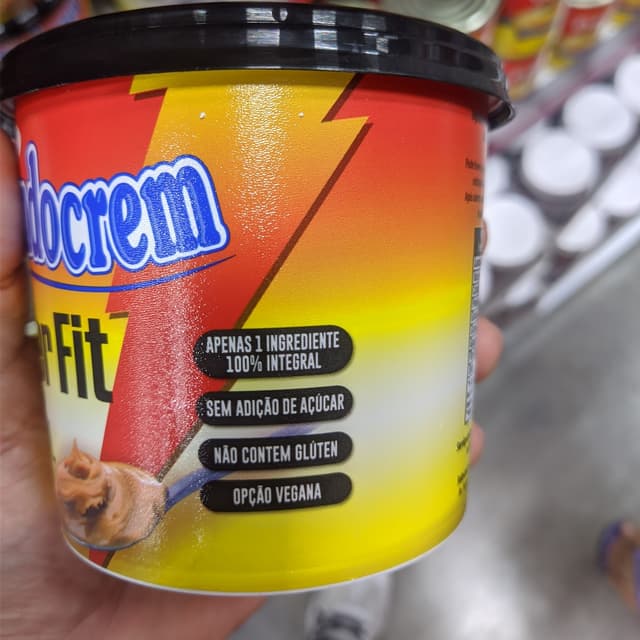 docrem
Fit
APENAS 1 INGREDIENTE
100% INTEGRAL
SEM ADIÇÃO DE AÇÚCAR
NÃO CONTEM GLÚTEN
OPÇÃO VEGANA